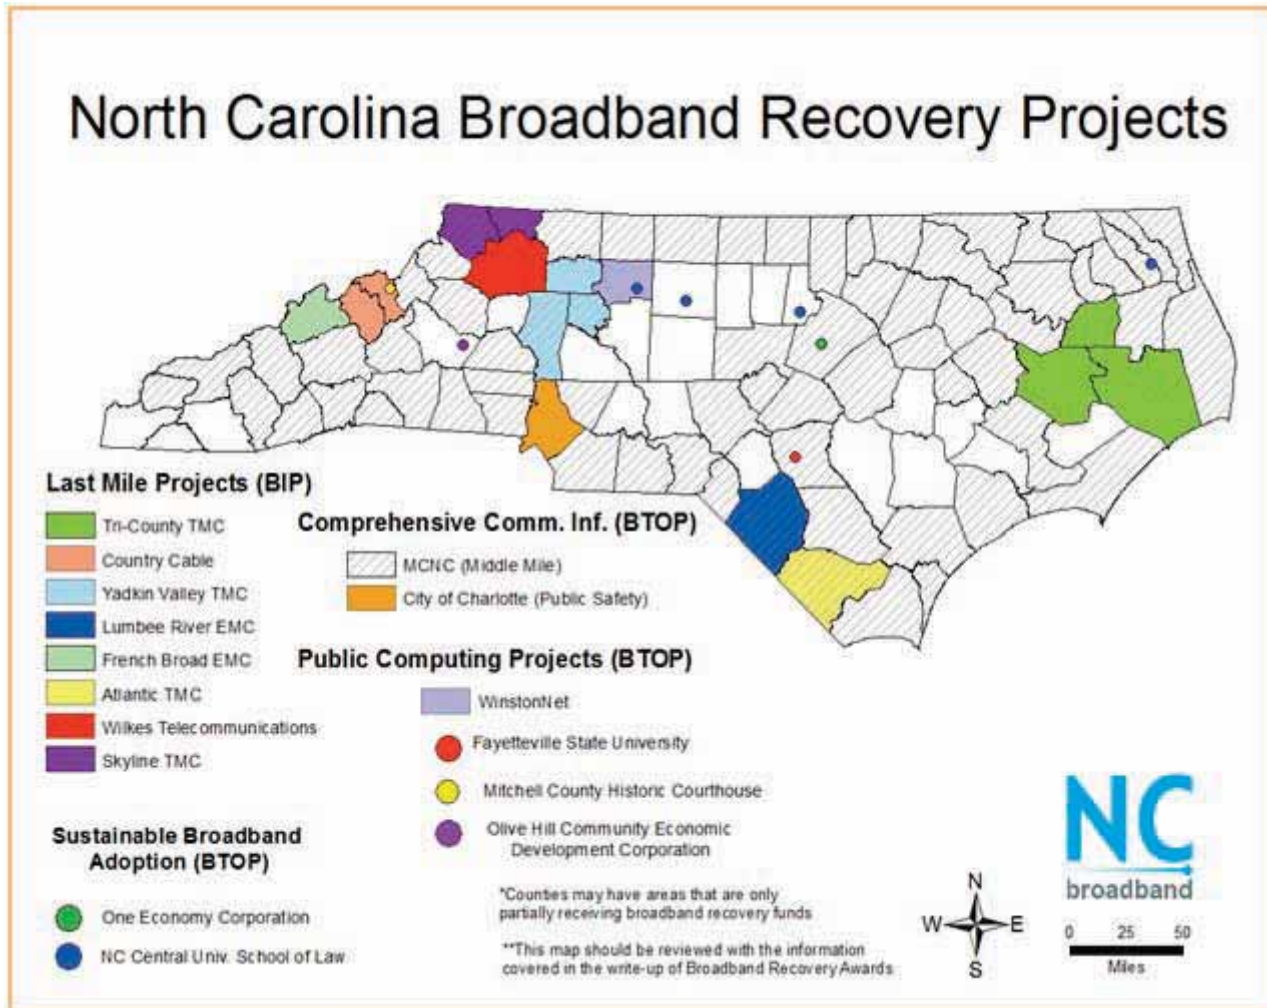 North Carolina Broadband Recovery Projects
Last Mile Projects (BIP)
Tri-County TMC
Country Cable
Yadkin Valley TMC
Lumbee River EMC
French Broad EMC
Atlantic TMC
Wilkes Telecommunications
Skyline TMC
Sustainable Broadband
Adoption (BTOP)
One Economy Corporation
NC Central Univ. School of Law
Comprehensive Comm. Inf. (BTOP)
MCNC (Middle Mile)
City of Charlotte (Public Safety)
Public Computing Projects (BTOP)
WinstonNet
Fayetteville State University
Mitchell County Historic Courthouse
Olive Hill Community Economic
Development Corporation
*Counties may have areas that are only
partially receiving broadband recovery funds
**This map should be reviewed with the information
covered in the write-up of Broadband Recovery Awards
N
W E
S
NC
broadband
0 25 50
Miles